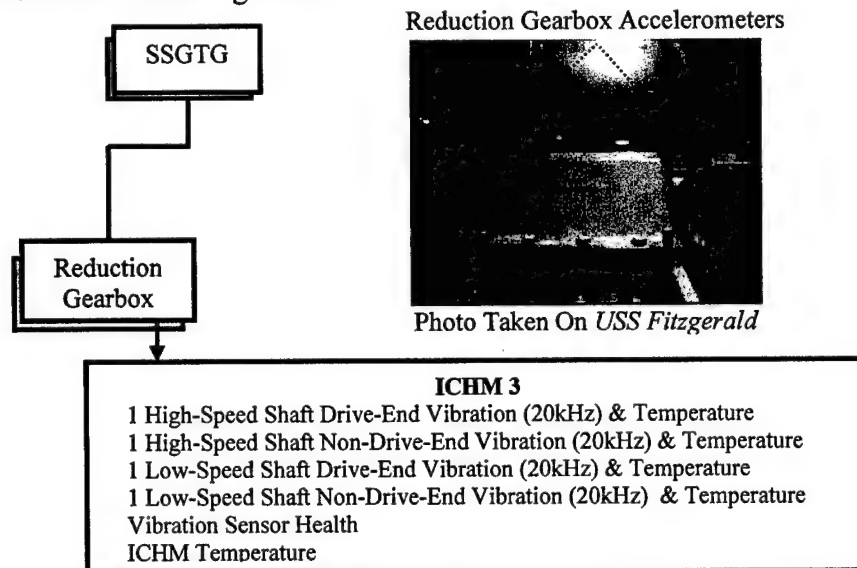 Reduction Gearbox Accelerometers
SSGTG
Reduction
Gearbox
Photo Taken On USS Fitzgerald
ICHM 3
1 High-Speed Shaft Drive-End Vibration (20kHz) & Temperature
1 High-Speed Shaft Non-Drive-End Vibration (20kHz) & Temperature
1 Low-Speed Shaft Drive-End Vibration (20kHz) & Temperature
1 Low-Speed Shaft Non-Drive-End Vibration (20kHz) & Temperature
Vibration Sensor Health
ICHM Temperature